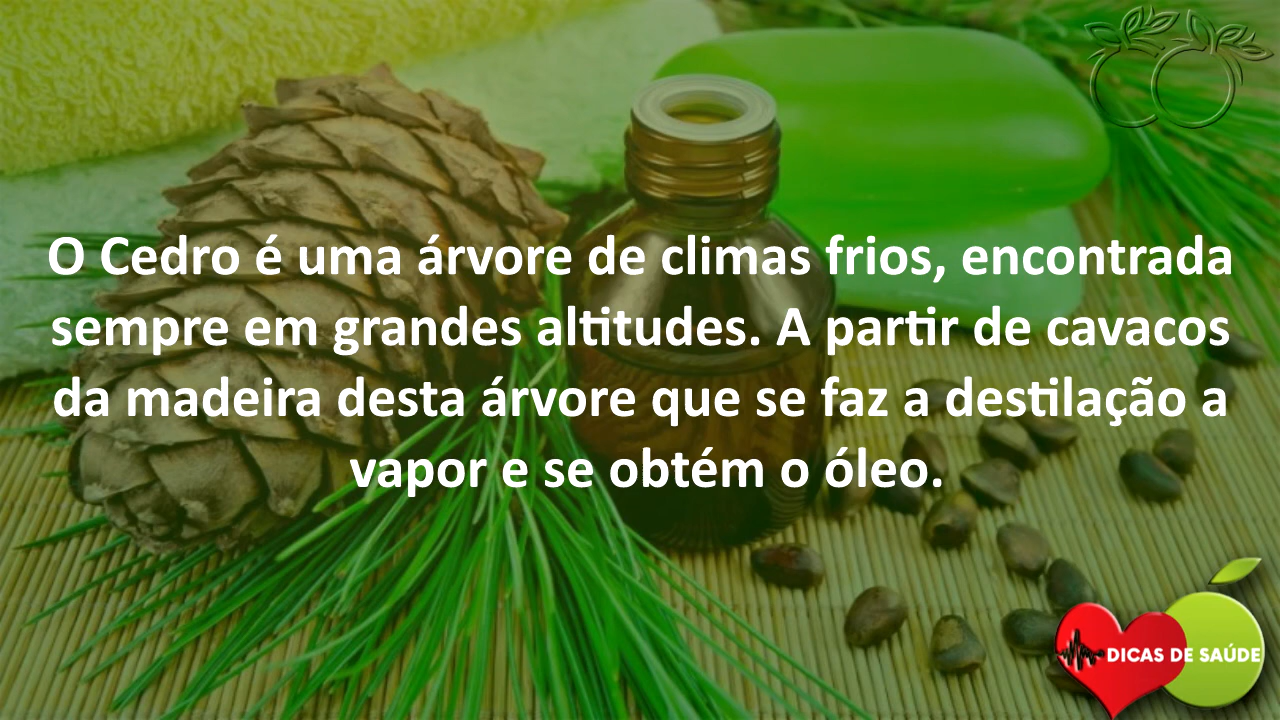 O Cedro é uma árvore de climas frios, encontrada
sempre em grandes altitudes. A partir de cavacos
da madeira desta árvore que se faz a destilação a
vapor e se obtém o óleo.
DICAS DE SAÚDE